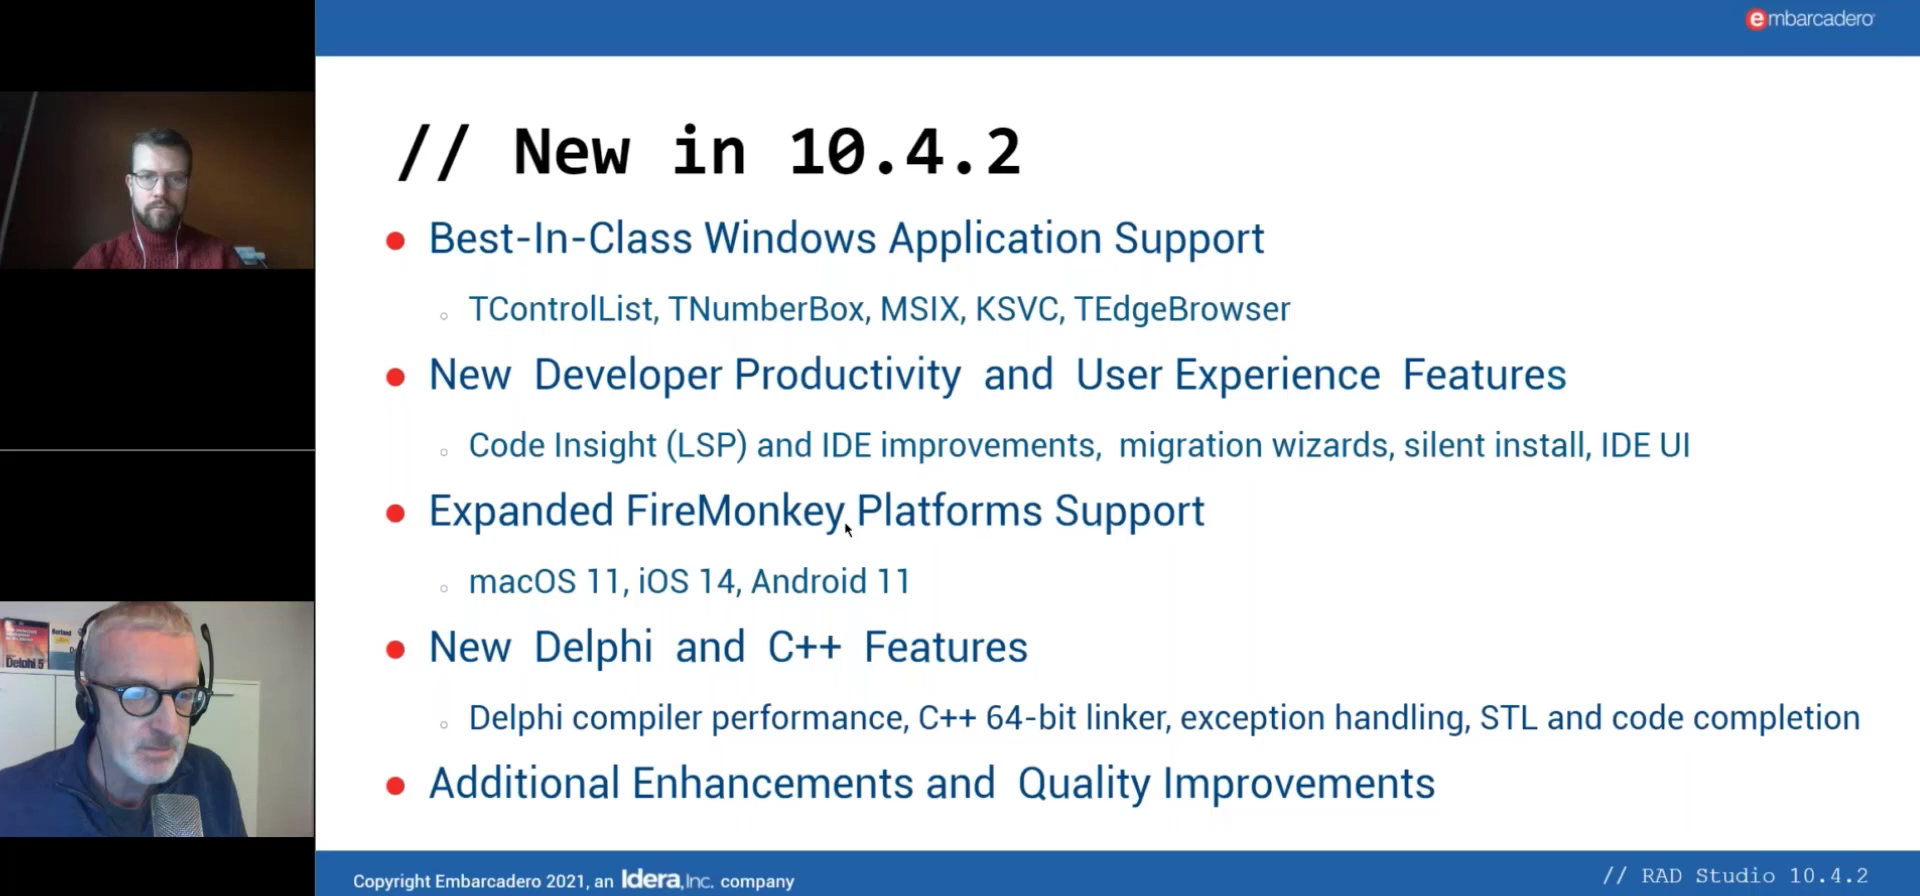 embarcadero
// New in 10.4.2
Best-In-Class Windows Application Support
TControlList, TNumberBox, MSIX, KSVC, TEdgeBrowser
New Developer Productivity and User Experience Features
Code Insight (LSP) and IDE improvements, migration wizards, silent install, IDE UI
Expanded FireMonkey Platforms Support
macOS 11, iOS 14, Android 11
New Delphi and C++ Features
Delphi compiler performance, C++ 64-bit linker, exception handling, STL and code completion
Additional Enhancements and Quality Improvements
Copyright Embarcadero 2021, an Idera, Inc. company
// RAD Studio 10.4.2
Borland
Delphi 5